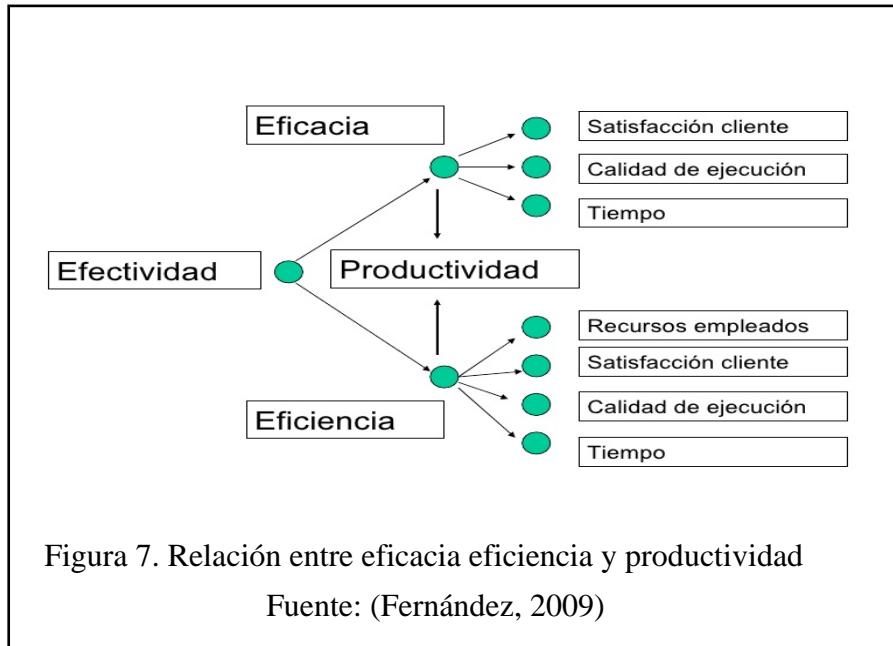 Eficacia
Satisfacción cliente
Calidad de ejecución
Tiempo
Efectividad
Productividad
Recursos empleados
Satisfacción cliente
Calidad de ejecución
Tiempo
Eficiencia
Figura 7. Relación entre eficacia eficiencia y productividad
Fuente: (Fernández, 2009)